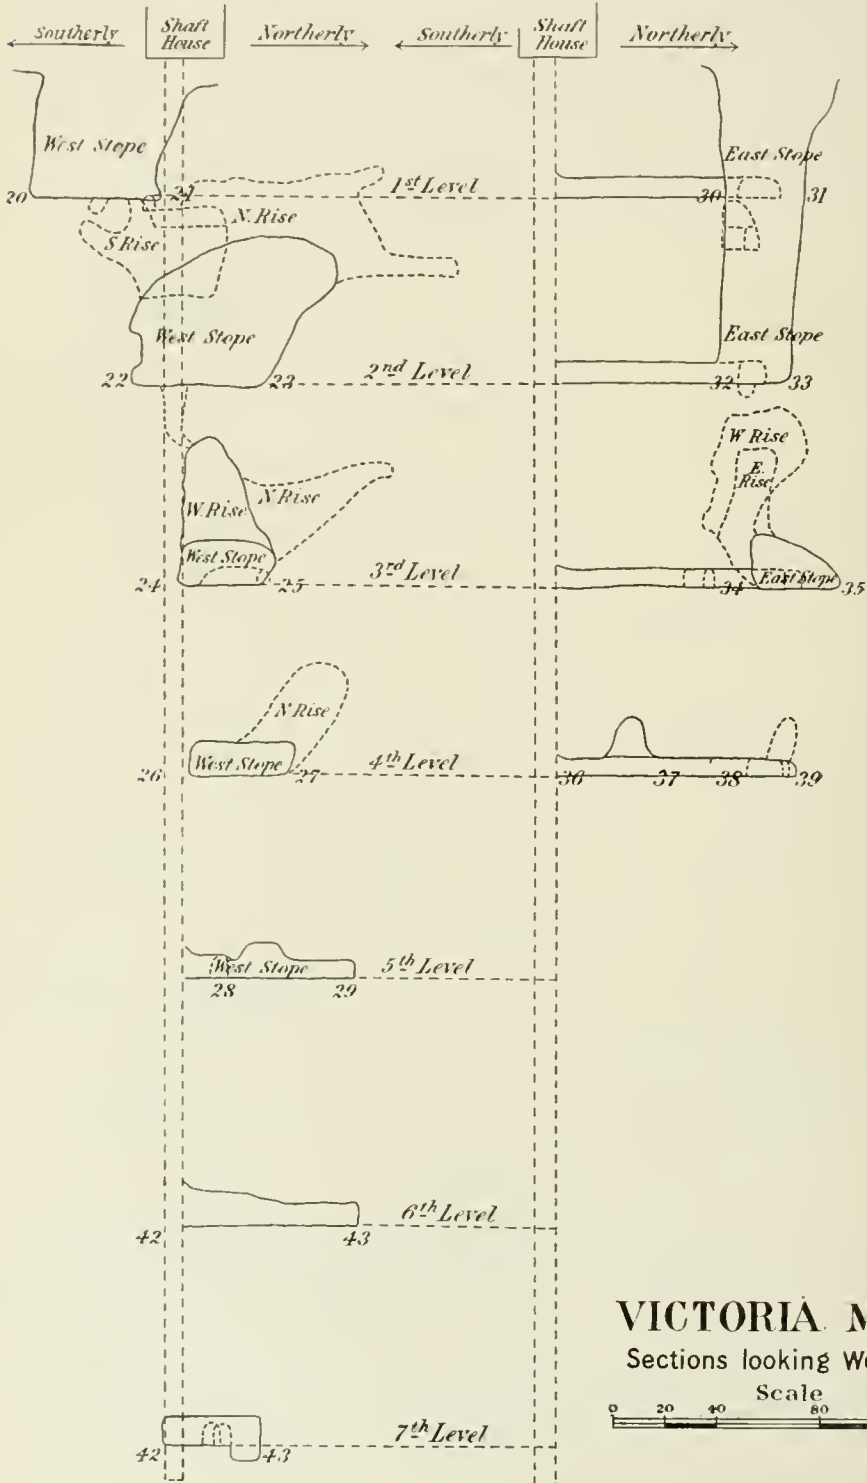 Southerly Shaft House Northerly Southerly Shaft House Northerly
West Stope East Stope
20 21 1st Level 30 31
S Rise N. Rise
West Stope East Stope
22 23 2nd Level 32 33
W Rise
E. Rise
W. Rise N Rise
West Stope
24 25 3rd Level 34 East Stope 35
N Rise
26 West Stope 27 4th Level 36 37 38 39
West Stope 5th Level
28 29
6th Level
42 43
7th Level
42 43
VICTORIA
Sections looking
Scale
0 20 40 80